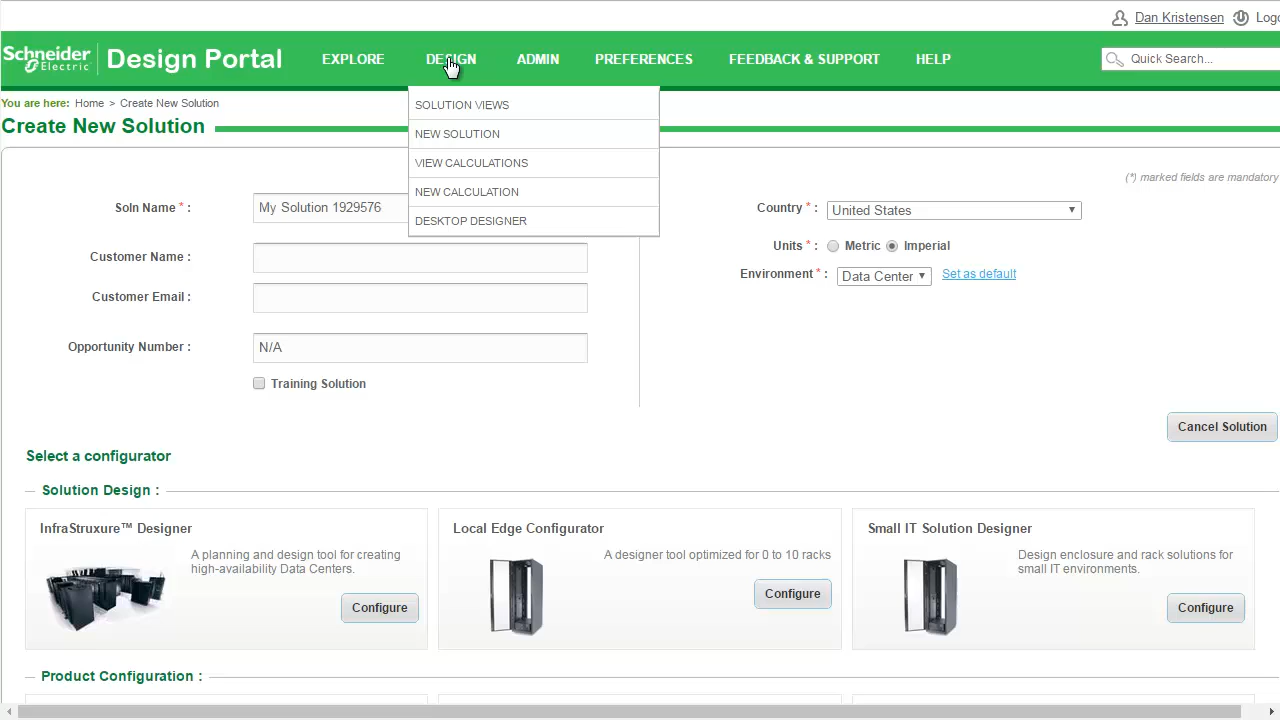 Dan Kristensen
Schneider Electric
Design Portal
EXPLORE DESIGN ADMIN PREFERENCES FEEDBACK & SUPPORT HELP
Quick Search...
You are here: Home > Create New Solution
Create New Solution
SOLUTION VIEWS
NEW SOLUTION
VIEW CALCULATIONS
NEW CALCULATION
DESKTOP DESIGNER
(*) marked fields are mandatory
Soln Name * : My Solution 1929576
Customer Name :
Customer Email :
Opportunity Number : N/A
Training Solution
Country * : United States
Units * : Metric Imperial
Environment * : Data Center Set as default
Cancel Solution
Select a configurator
Solution Design :
InfraStruxure™ Designer
A planning and design tool for creating
high-availability Data Centers.
Configure
Local Edge Configurator
A designer tool optimized for 0 to 10 racks
Configure
Small IT Solution Designer
Design enclosure and rack solutions for
small IT environments.
Configure
Product Configuration :